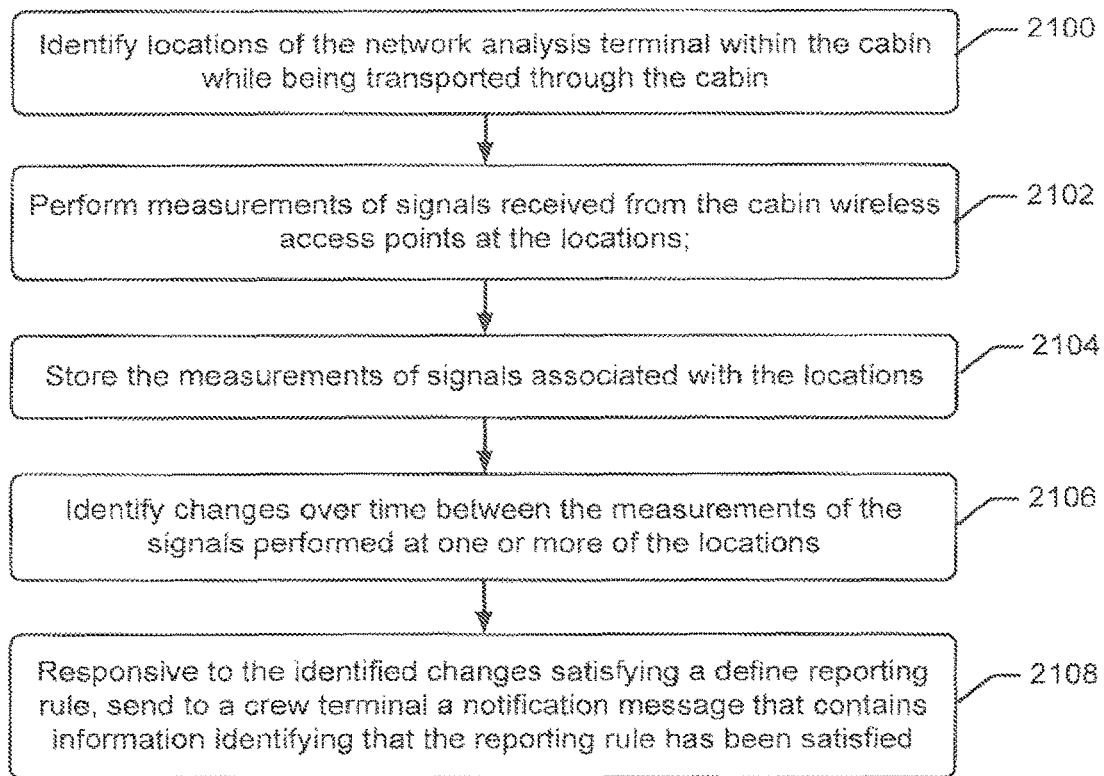 Identify locations of the network analysis terminal within the cabin
while being transported through the cabin
2100
Perform measurements of signals received from the cabin wireless
access points at the locations;
2102
Store the measurements of signals associated with the locations
2104
Identify changes over time between the measurements of the
signals performed at one or more of the locations
2106
Responsive to the identified changes satisfying a define reporting
rule, send to a crew terminal a notification message that contains
information identifying that the reporting rule has been satisfied
2108